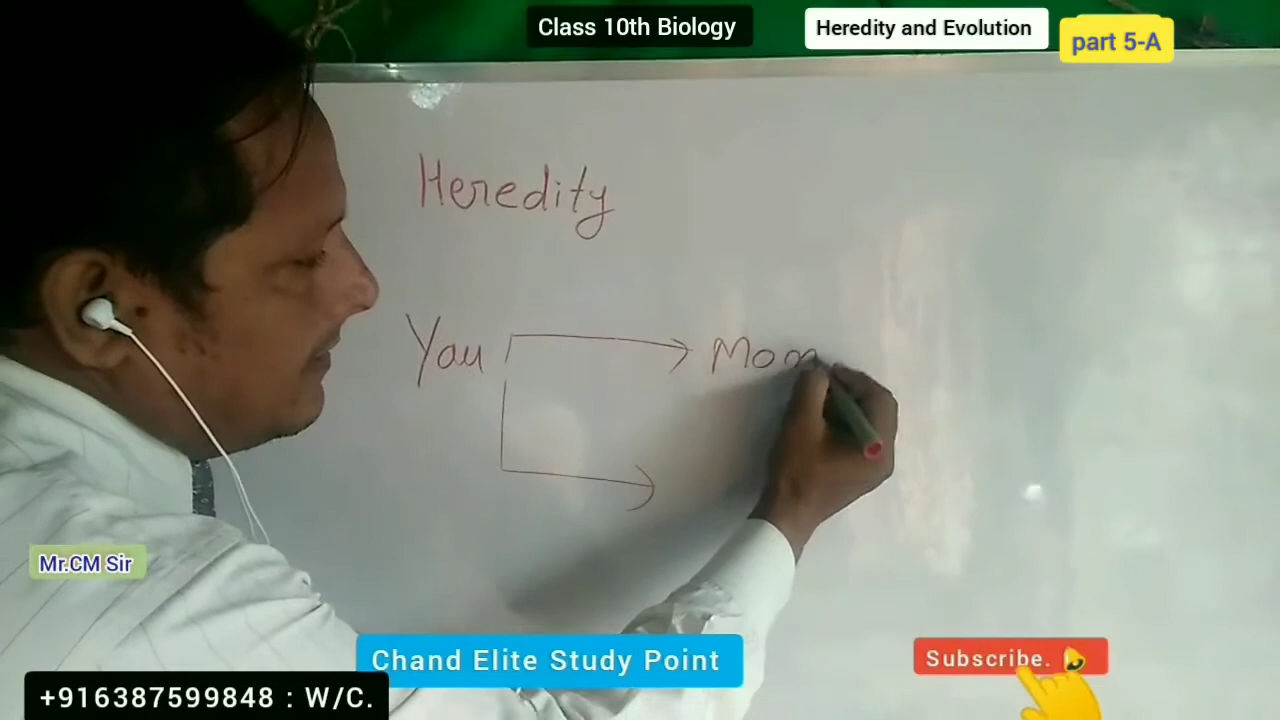 Class 10th Biology
Heredity and Evolution
part 5-A
Heredity
You
Mom
Mr.CM Sir
Chand Elite Study Point
Subscribe.
+916387599848 : W/C.